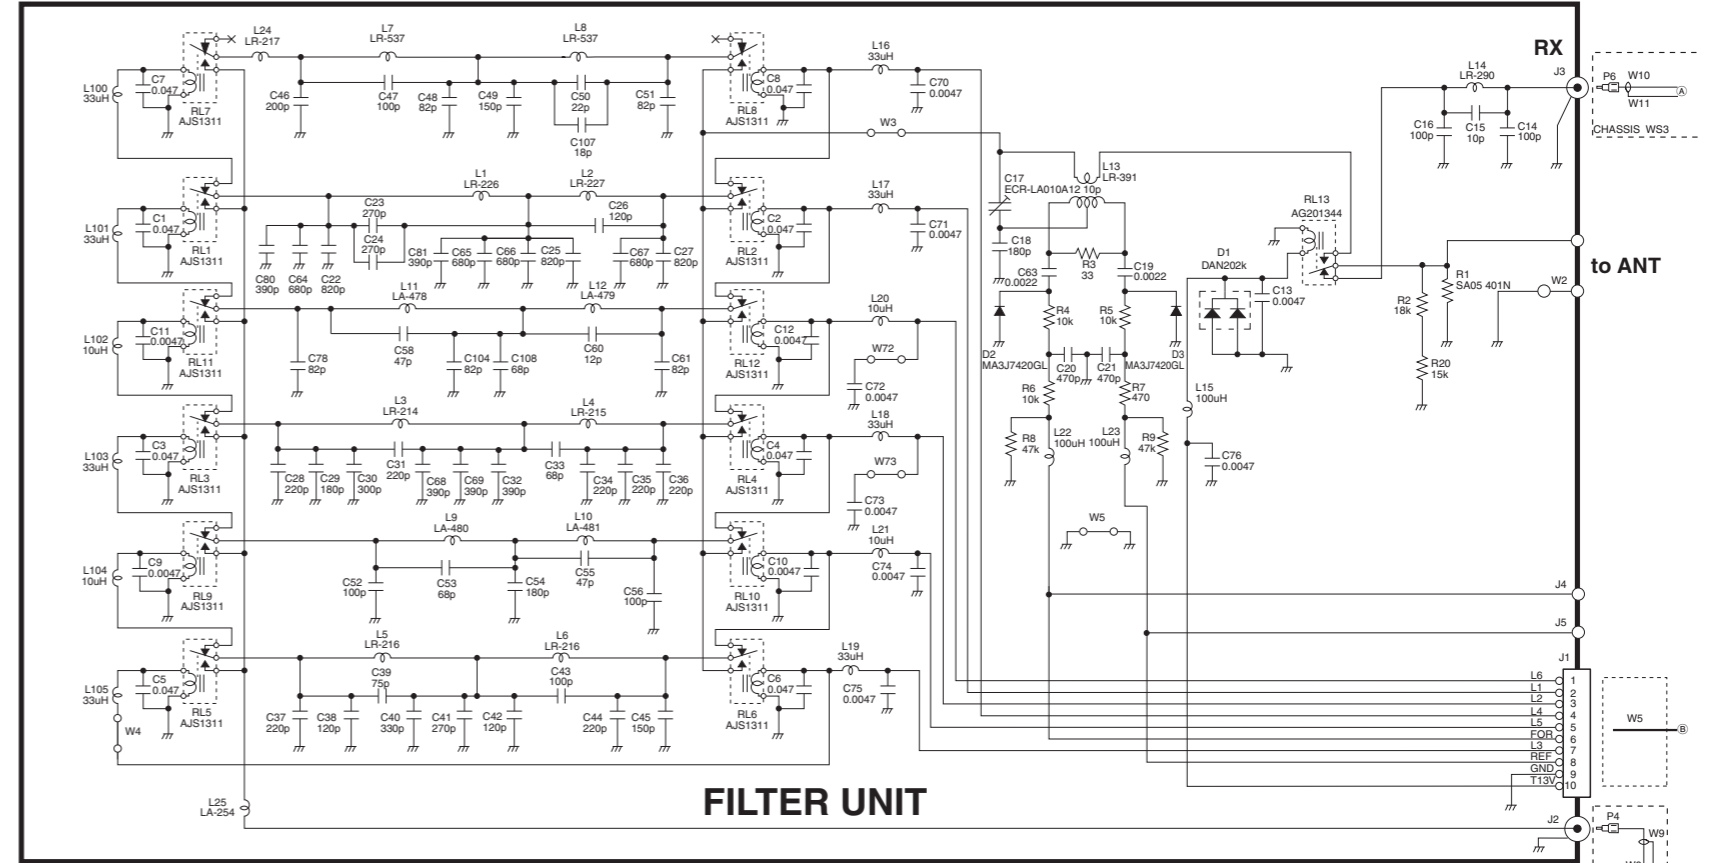 L24
LR-217
L7
LR-537
L8
LR-537
L100
33uH
C7
0.047
RL7
AJS1311
C46
200p
C47
100p
C48
82p
C49
150p
C50
22p
C107
18p
C51
82p
C8
0.047
RL8
AJS1311
L16
33uH
C70
0.0047
W3
RX
J3
L14
LR-290
C16
100p
C15
10p
C14
100p
P6
W10
W11
A
CHASSIS WS3
L101
33uH
C1
0.047
RL1
AJS1311
L1
LR-226
L2
LR-227
C23
270p
C24
270p
C26
120p
C80
390p
C64
680p
C22
820p
C81
390p
C65
680p
C66
680p
C25
820p
C67
680p
C27
820p
C2
0.047
RL2
AJS1311
L17
33uH
C71
0.0047
C17
ECR-LA010A12 10p
L13
LR-391
C18
180p
C63
0.0022
R3
33
C19
0.0022
RL13
AG201344
D1
DAN202k
C13
0.0047
to ANT
R1
SA05 401N
R2
18k
R20
15k
W2
L102
10uH
C11
0.0047
RL11
AJS1311
L11
LA-478
L12
LA-479
C78
82p
C58
47p
C104
82p
C108
68p
C60
12p
C61
82p
C12
0.0047
RL12
AJS1311
L20
10uH
W72
C72
0.0047
D2
MA3J7420GL
R4
10k
R5
10k
D3
MA3J7420GL
C20
470p
C21
470p
R6
10k
R7
470
R8
47k
L22
100uH
L23
100uH
R9
47k
L15
100uH
C76
0.0047
L103
33uH
C3
0.047
RL3
AJS1311
L3
LR-214
L4
LR-215
C28
220p
C29
180p
C30
300p
C31
220p
C68
390p
C69
390p
C32
390p
C33
68p
C34
220p
C35
220p
C36
220p
C4
0.047
RL4
AJS1311
L18
33uH
W73
C73
0.0047
W5
L104
10uH
C9
0.0047
RL9
AJS1311
L9
LA-480
L10
LA-481
C52
100p
C53
68p
C54
180p
C55
47p
C56
100p
C10
0.0047
RL10
AJS1311
L21
10uH
C74
0.0047
J4
J5
L105
33uH
C5
0.047
RL5
AJS1311
W4
L5
LR-216
L6
LR-216
C39
75p
C43
100p
C37
220p
C38
120p
C40
330p
C41
270p
C42
120p
C44
220p
C45
150p
C6
0.047
RL6
AJS1311
L19
33uH
C75
0.0047
J1
L6 1
L1 2
L2 3
L4 4
L5 5
FOR 6
L3 7
REF 8
GND 9
T13V 10
W5
B
L25
LA-254
FILTER UNIT
J2
P4
W9